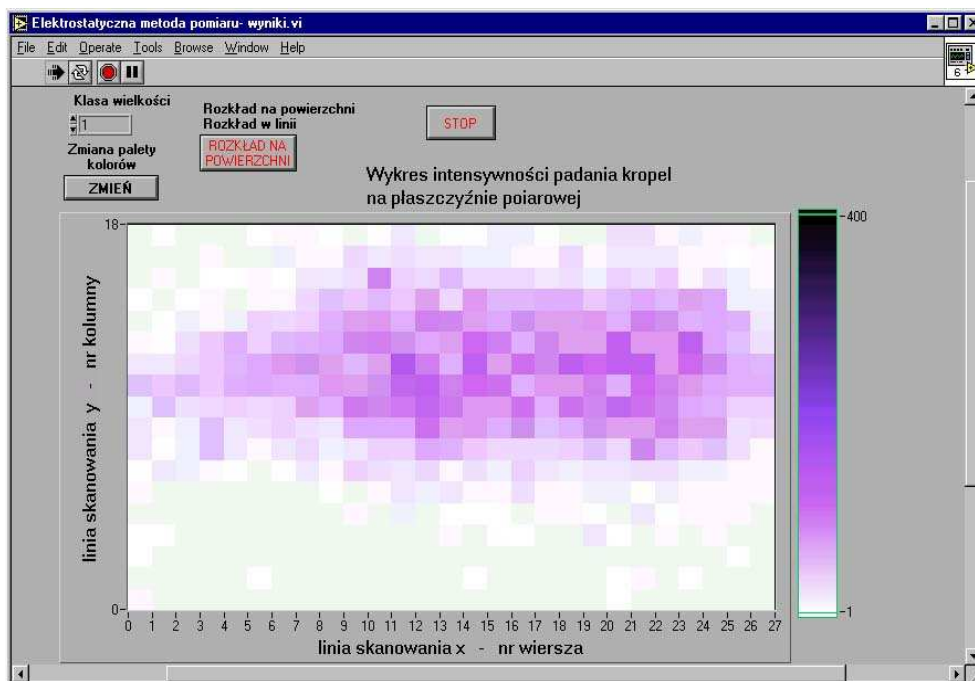 Elektrostatyczna metoda pomiaru- wyniki.vi
File Edit Operate Tools Browse Window Help
6
Klasa wielkości
1
Zmiana palety
kolorów
ZMIEŃ
Rozkład na powierzchni
Rozkład w linii
ROZKŁAD NA
POWIERZCHNI
STOP
Wykres intensywności padania kropel
na płaszczyźnie poiarowej
linia skanowania y - nr kolumny
18
0
400
1
0 1 2 3 4 5 6 7 8 9 10 11 12 13 14 15 16 17 18 19 20 21 22 23 24 25 26 27
linia skanowania x - nr wiersza